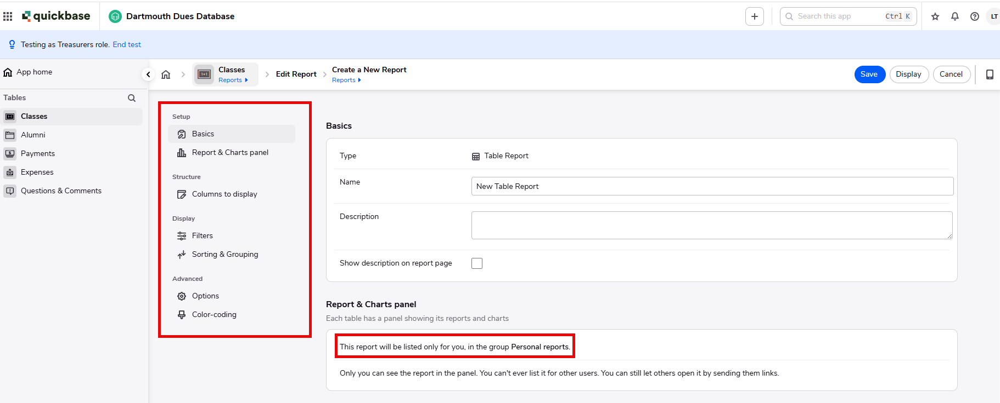 quickbase
Dartmouth Dues Database
Search this app
Ctrl K
LT
Testing as Treasurers role. End test
App home
Classes
Reports
Edit Report
Create a New Report
Reports
Save
Display
Cancel
Tables
Classes
Alumni
Payments
Expenses
Questions & Comments
Setup
Basics
Report & Charts panel
Structure
Columns to display
Display
Filters
Sorting & Grouping
Advanced
Options
Color-coding
Basics
Type
Table Report
Name
New Table Report
Description
Show description on report page
Report & Charts panel
Each table has a panel showing its reports and charts
This report will be listed only for you, in the group Personal reports.
Only you can see the report in the panel. You can't ever list it for other users. You can still let others open it by sending them links.